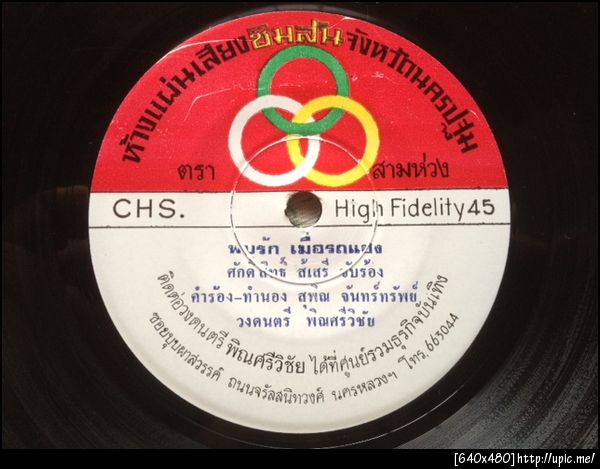 ห้างแผ่นเสียงชิมสันจังหวัดนครปฐม
ตรา สามห่วง
CHS. High Fidelity 45
พบรัก เมื่อรถแซง
ศักดิ์สิทธิ์ สู้เสรี ขับร้อง
คำร้อง-ทำนอง สุพิณ จันทร์ทรัพย์
วงดนตรี พิณศรีวิชัย
ติดต่อวงดนตรี พิณศรีวิชัย ได้ที่ศูนย์รวมธุรกิจบันเทิง
ซอยบุบผาสวรรค์ ถนนจรัลสนิทวงศ์ นครหลวงฯ โทร. 663044
[640x480]http://upic.me/